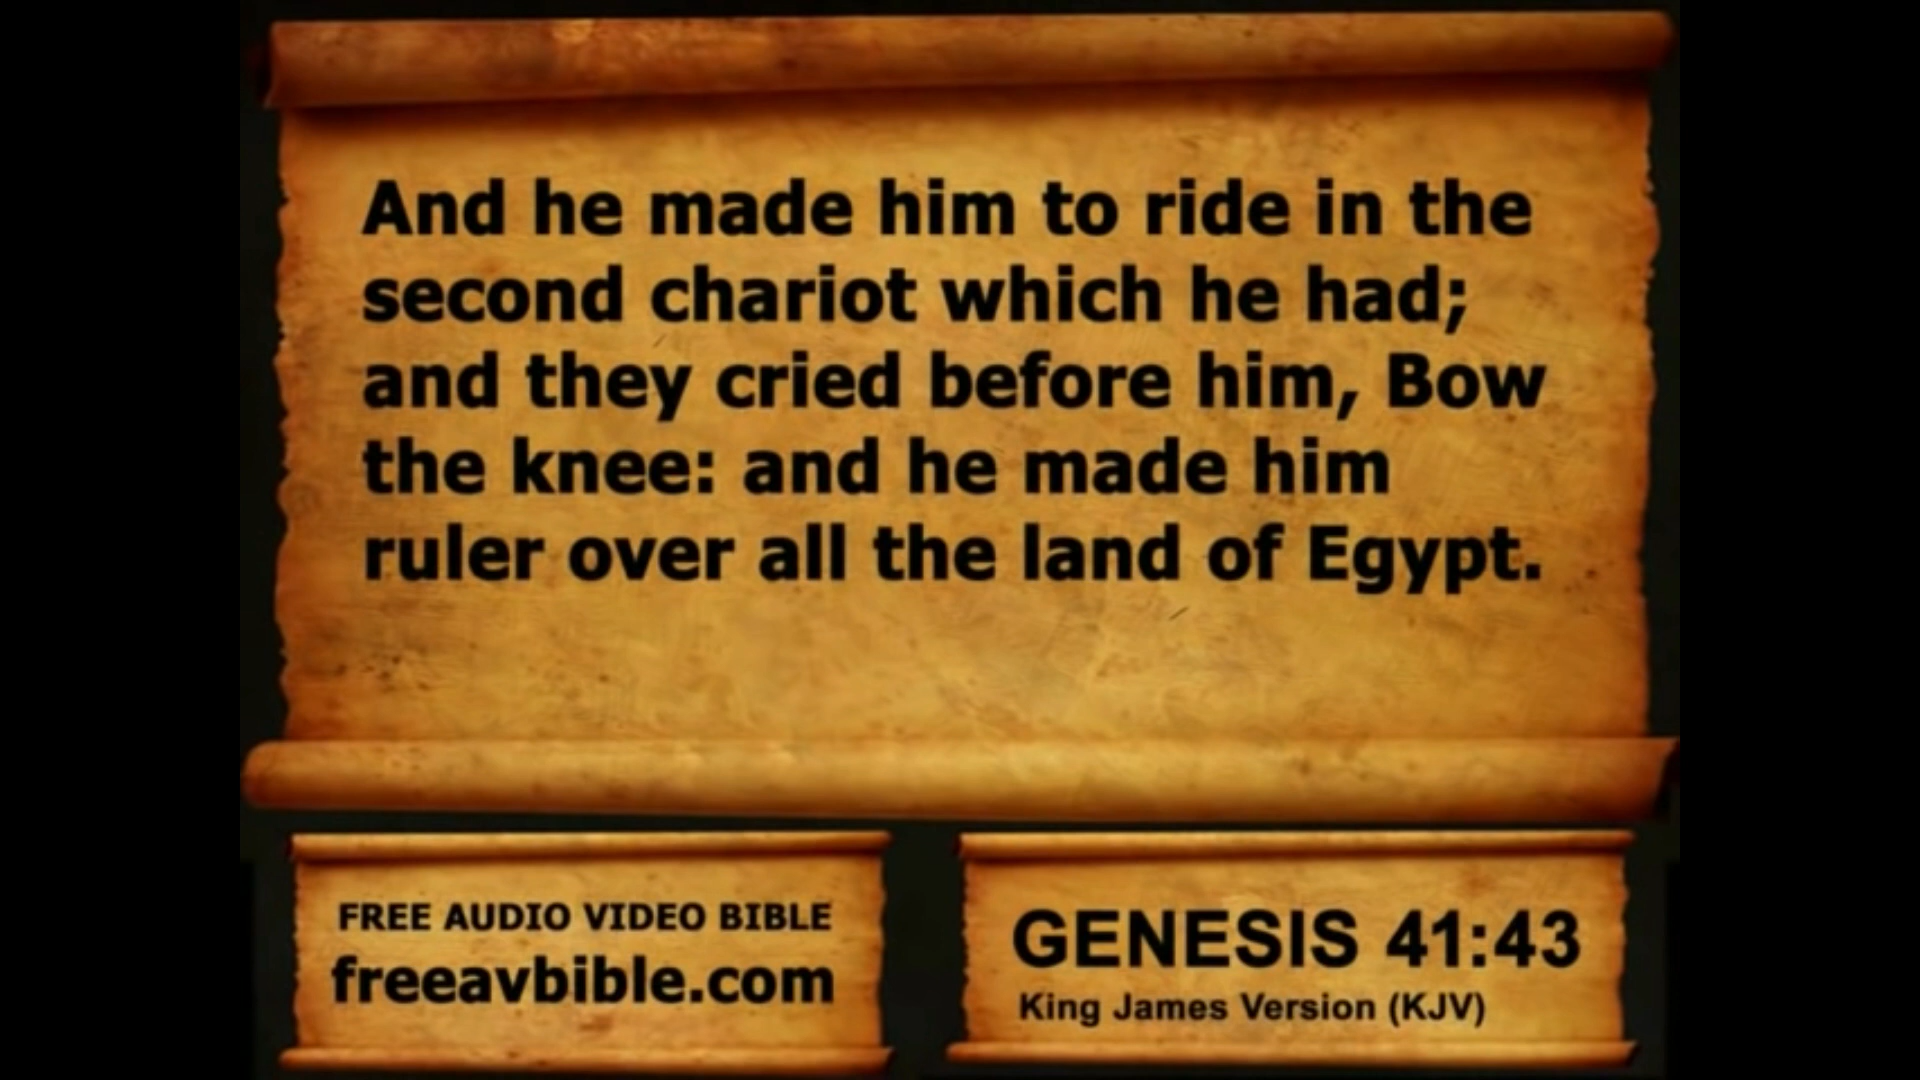 And he made him to ride in the
second chariot which he had;
and they cried before him, Bow
the knee: and he made him
ruler over all the land of Egypt.
FREE AUDIO VIDEO BIBLE
freeavbible.com
GENESIS 41:43
King James Version (KJV)